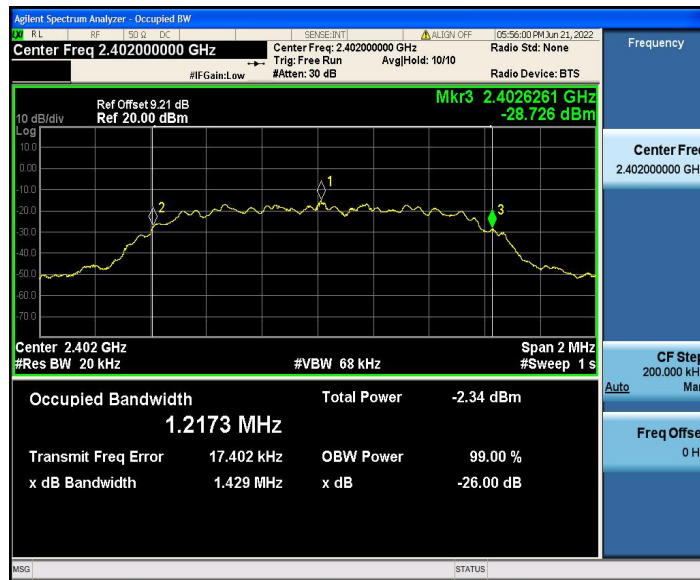 Agilent Spectrum Analyzer - Occupied BW
LXI RL RF 50 Ω DC SENSE:INT ALIGN OFF 05:56:00 PM Jun 21, 2022
Center Freq 2.402000000 GHz
Center Freq: 2.402000000 GHz
Radio Std: None
Trig: Free Run Avg|Hold: 10/10
#IFGain:Low #Atten: 30 dB Radio Device: BTS
Mkr3 2.4026261 GHz
-28.726 dBm
Ref Offset 9.21 dB
10 dB/div Ref 20.00 dBm
Log
10.0
0.00
-10.0
-20.0
-30.0
-40.0
-50.0
-60.0
-70.0
1
2
3
Center 2.402 GHz Span 2 MHz
#Res BW 20 kHz #VBW 68 kHz #Sweep 1 s
Occupied Bandwidth Total Power -2.34 dBm
1.2173 MHz
Transmit Freq Error 17.402 kHz OBW Power 99.00 %
x dB Bandwidth 1.429 MHz x dB -26.00 dB
MSG STATUS
Frequency
Center Fre
2.402000000 GH
CF Step
200.000 kH
Auto Ma
Freq Offse
0 H